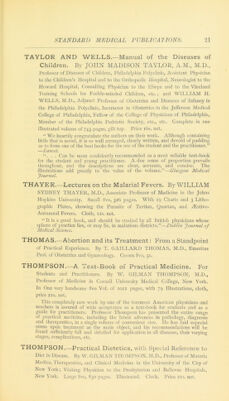 STANDARD MEDICAL PUBLICATIONS. 21
TAYLOR AND WELLS.—Manual of the Diseases of
Children. By JOHN MADISON TAYLOR, A.M., M.D.,
Professor of Diseases of Children, Philadelphia Polyclinic, Assistant Physician
to the Children's Hospital and to the Orthopædic Hospital, Neurologist to the
Howard Hospital, Consulting Physician to the Elwyn and to the Vineland
Training Schools for Feeble-minded Children, etc.; and WILLIAM H.
WELLS, M.D., Adjunct Professor of Obstetrics and Diseases of Infancy in
the Philadelphia Polyclinic, Instructor in Obstetrics in the Jefferson Medical
College of Philadelphia, Fellow of the College of Physicians of Philadelphia,
Member of the Philadelphia Pediatric Society, etc., etc. Complete in one
illustrated volume of 743 pages, 5⅝ × 9. Price 16s. net.
"We heartily congratulate the authors on their work. Although containing
little that is novel, it is so well arranged, clearly written, and devoid of padding
as to form one of the best books for the use of the student and the practitioner."
—Lancet.
". . . Can be most confidently recommended as a most reliable text-book
for the student and young practitioner. A due sense of proportion prevails
throughout, and the descriptions are clear, accurate, and concise. The
illustrations add greatly to the value of the volume."—Glasgow Medical
Journal.
THAYER.—Lectures on the Malarial Fevers. By WILLIAM
SYDNEY THAYER, M.D., Associate Professor of Medicine in the Johns
Hopkins University. Small 8vo, 326 pages. With 19 Charts and 3 Lithographic
Plates, showing the Parasite of Tertian, Quartan, and Æstivo-
Autumnal Fevers. Cloth, 12s. net.
"It is a good book, and should be studied by all British physicians whose
sphere of practice lies, or may lie, in malarious districts."—Dublin Journal of
Medical Science.
THOMAS.—Abortion and its Treatment: From a Standpoint
of Practical Experience. By T. GAILLARD THOMAS, M.D., Emeritus
Prof. of Obstetrics and Gynæcology. Crown 8vo, 5s.
THOMPSON.—A Text-Book of Practical Medicine. For
Students and Practitioners. By W. GILMAN THOMPSON, M.D.,
Professor of Medicine in Cornell University Medical College, New York.
In One very handsome 8vo Vol. of 1012 pages, with 79 Illustrations, cloth,
price 21s. net.
This completely new work by one of the foremost American physicians and
teachers is assured of wide acceptance as a text-book for students and as a
guide for practitioners. Professor Thompson has presented the entire range
of practical medicine, including the latest advances in pathology, diagnosis
and therapeutics, in a single volume of convenient size. He has laid especial
stress upon treatment as the main object, and his recommendations will be
found sufficiently full and detailed for application in all diseases, their varying
stages, complications, etc.
THOMPSON.—Practical Dietetics, with Special Reference to
Diet in Disease. By W. GILMAN THOMPSON, M.D., Professor of Materia
Medica, Therapeutics, and Clinical Medicine in the University of the City of
New York; Visiting Physician to the Presbyterian and Bellevue Hospitals,
New York. Large 8vo, 830 pages. Illustrated. Cloth. Price 21s. net.